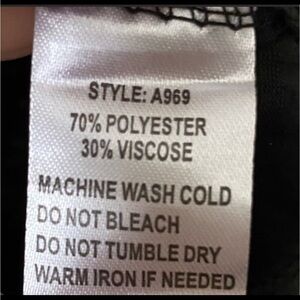 STYLE: A969
70% POLYESTER
30% VISCOSE
MACHINE WASH COLD
DO NOT BLEACH
DO NOT TUMBLE DRY
WARM IRON IF NEEDED